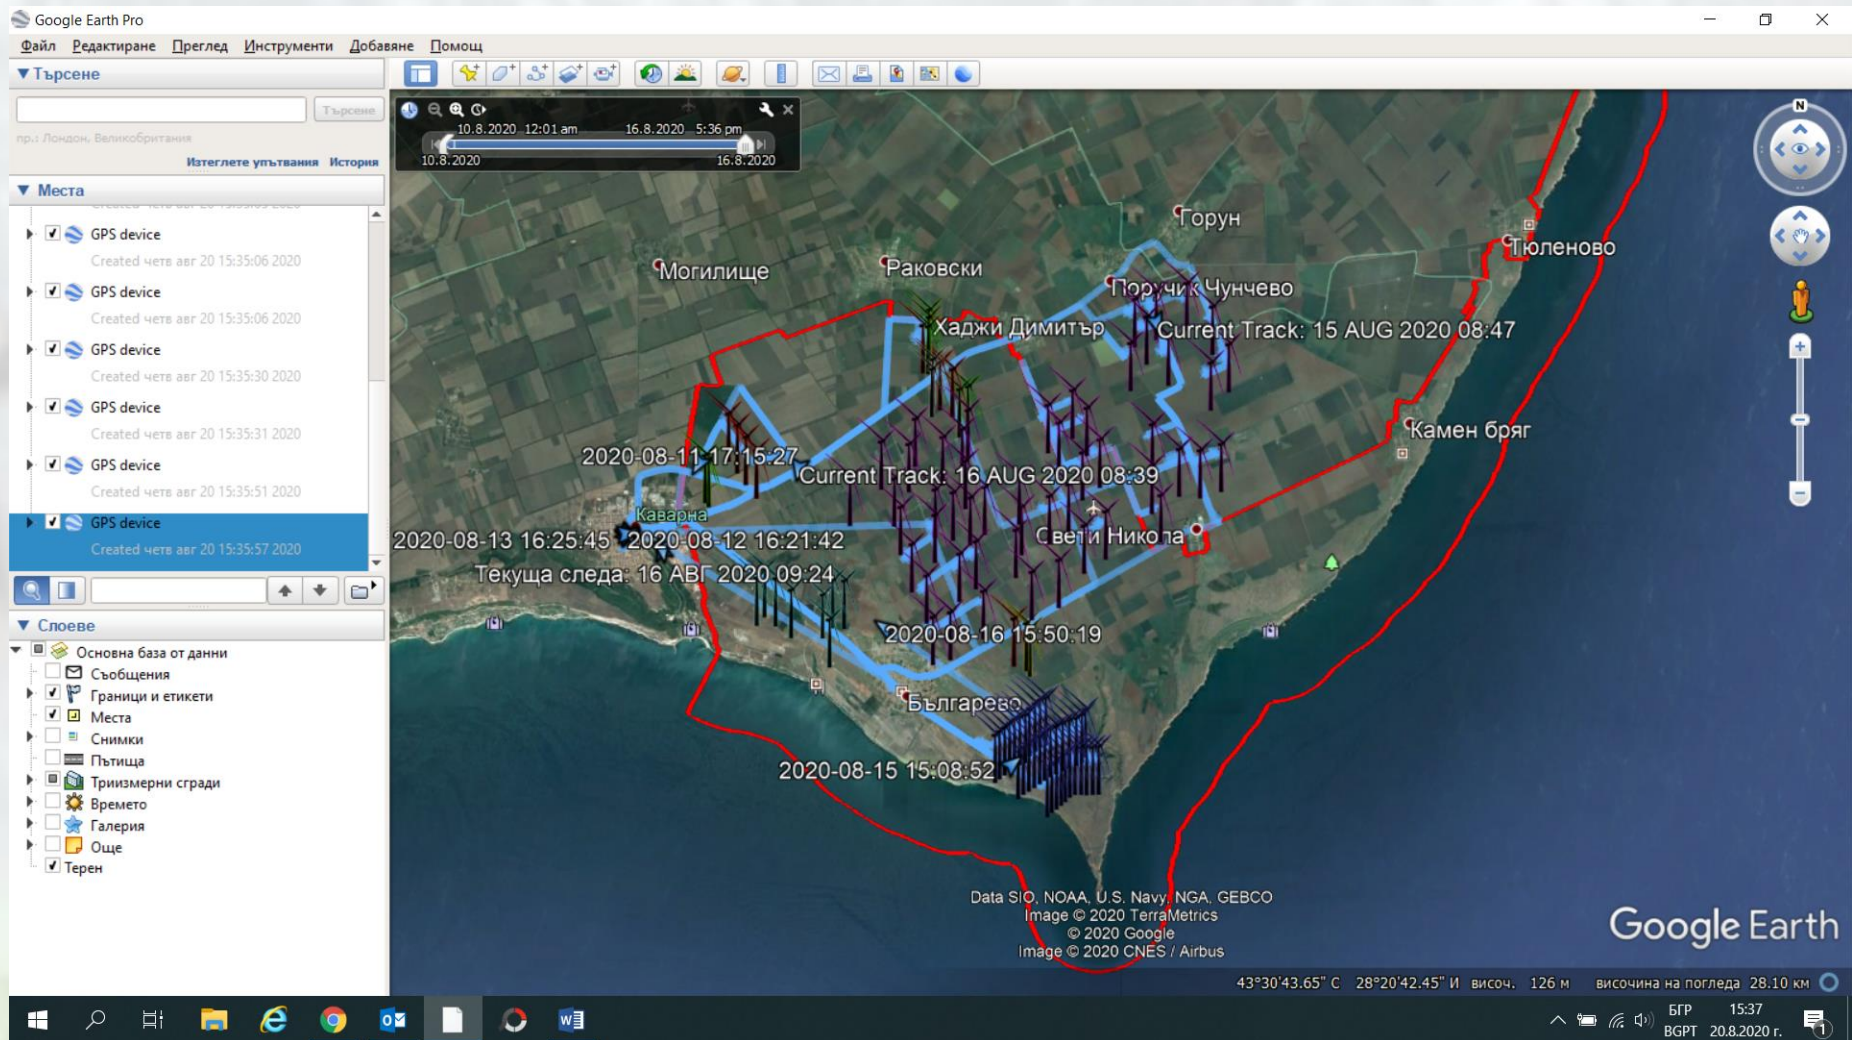 Google Earth Pro
Файл Редактиране Преглед Инструменти Добавяне Помощ
Търсене
Търсене
пр.: Лондон, Великобритания
Изтеглете упътвания История
Места
GPS device
Created четв авг 20 15:35:06 2020
GPS device
Created четв авг 20 15:35:06 2020
GPS device
Created четв авг 20 15:35:30 2020
GPS device
Created четв авг 20 15:35:31 2020
GPS device
Created четв авг 20 15:35:51 2020
GPS device
Created четв авг 20 15:35:57 2020
Слоеве
Основна база от данни
Съобщения
Граници и етикети
Места
Снимки
Пътища
Триизмерни сгради
Времето
Галерия
Още
Терен
10.8.2020 12:01 am 16.8.2020 5:36 pm
10.8.2020 16.8.2020
N
Горун
Тюленово
Могилище
Раковски
Поручик Чунчево
Хаджи Димитър
Current Track: 15 AUG 2020 08:47
Камен бряг
2020-08-11 17:15:27
Current Track: 16 AUG 2020 08:39
Каварна
Свети Никола
2020-08-13 16:25:45 2020-08-12 16:21:42
Текуща следа: 16 АВГ 2020 09:24
2020-08-16 15:50:19
Българево
2020-08-15 15:08:52
Data SIO, NOAA, U.S. Navy, NGA, GEBCO
Image © 2020 TerraMetrics
© 2020 Google
Image © 2020 CNES / Airbus
Google Earth
43°30'43.65" С 28°20'42.45" И височ. 126 м височина на погледа 28.10 км
БГР 15:37
BGPT 20.8.2020 г.
1